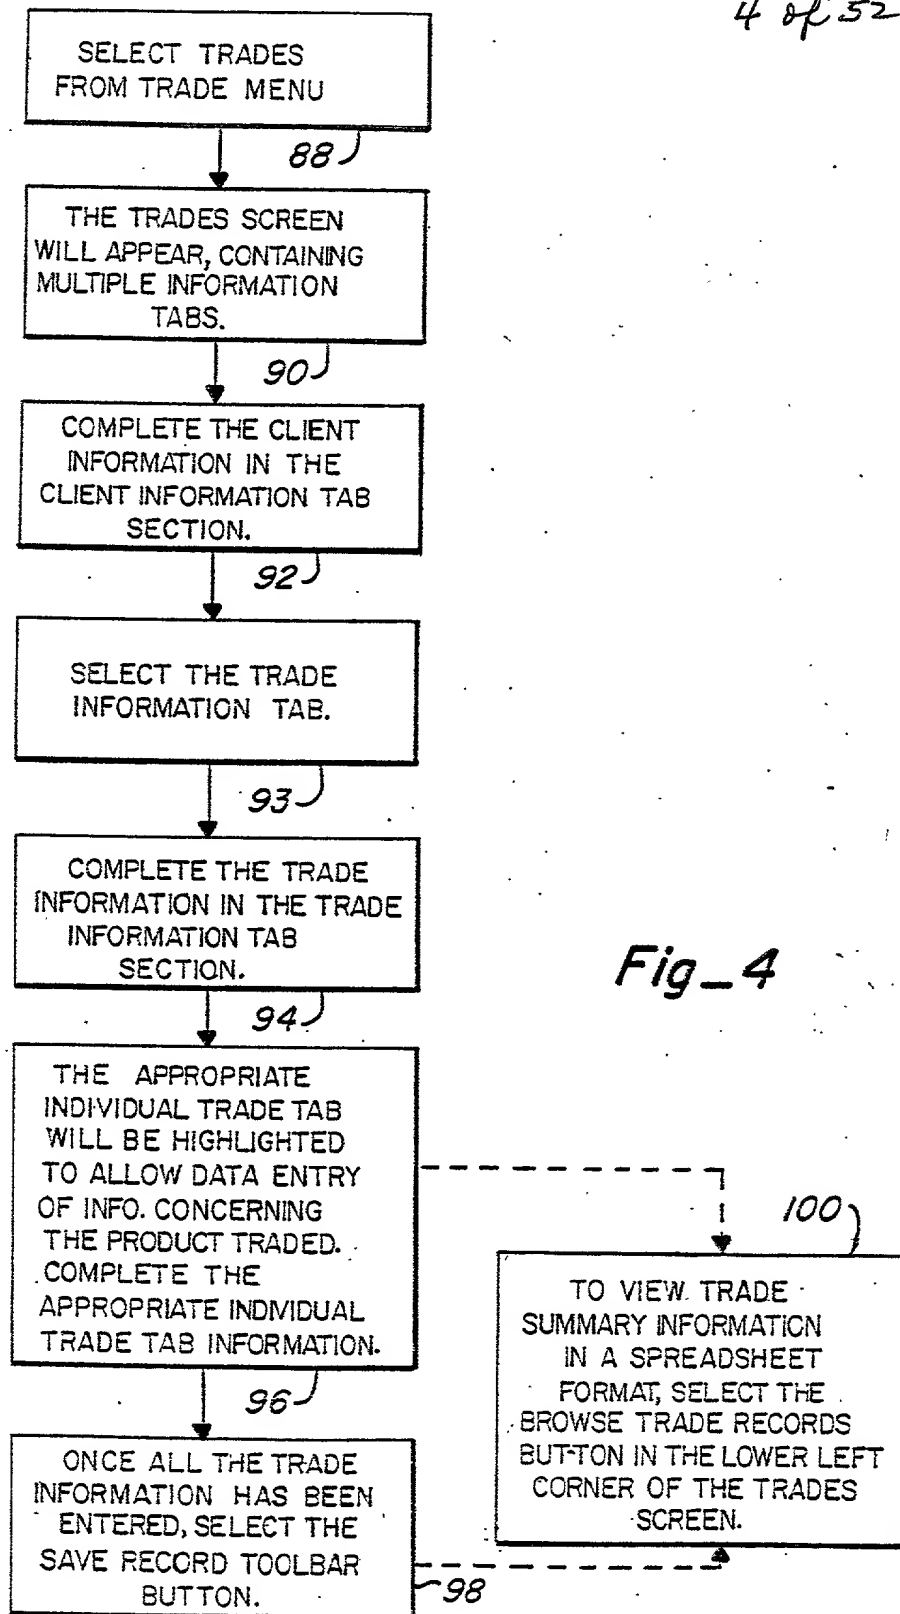 4 of 52
SELECT TRADES
FROM TRADE MENU
88
THE TRADES SCREEN
WILL APPEAR, CONTAINING
MULTIPLE INFORMATION
TABS.
90
COMPLETE THE CLIENT
INFORMATION IN THE
CLIENT INFORMATION TAB
SECTION.
92
SELECT THE TRADE
INFORMATION TAB.
93
COMPLETE THE TRADE
INFORMATION IN THE TRADE
INFORMATION TAB
SECTION.
94
Fig_4
THE APPROPRIATE
INDIVIDUAL TRADE TAB
WILL BE HIGHLIGHTED
TO ALLOW DATA ENTRY
OF INFO. CONCERNING
THE PRODUCT TRADED.
COMPLETE THE
APPROPRIATE INDIVIDUAL
TRADE TAB INFORMATION.
96
100
TO VIEW TRADE
SUMMARY INFORMATION
IN A SPREADSHEET
FORMAT, SELECT THE
BROWSE TRADE RECORDS
BUTTON IN THE LOWER LEFT
CORNER OF THE TRADES
SCREEN.
ONCE ALL THE TRADE
INFORMATION HAS BEEN
ENTERED, SELECT THE
SAVE RECORD TOOLBAR
BUTTON.
98